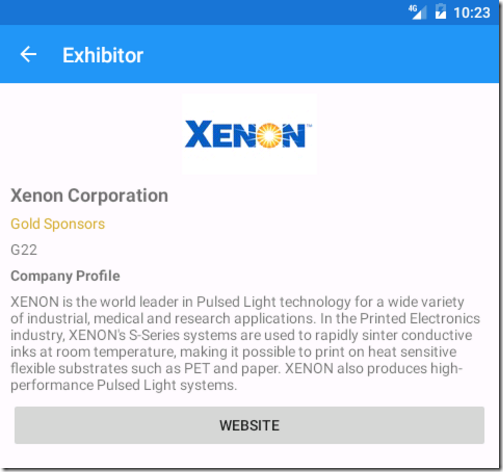 4G 10:23
Exhibitor
XENON™
Xenon Corporation
Gold Sponsors
G22
Company Profile
XENON is the world leader in Pulsed Light technology for a wide variety
of industrial, medical and research applications. In the Printed Electronics
industry, XENON's S-Series systems are used to rapidly sinter conductive
inks at room temperature, making it possible to print on heat sensitive
flexible substrates such as PET and paper. XENON also produces high-
performance Pulsed Light systems.
WEBSITE